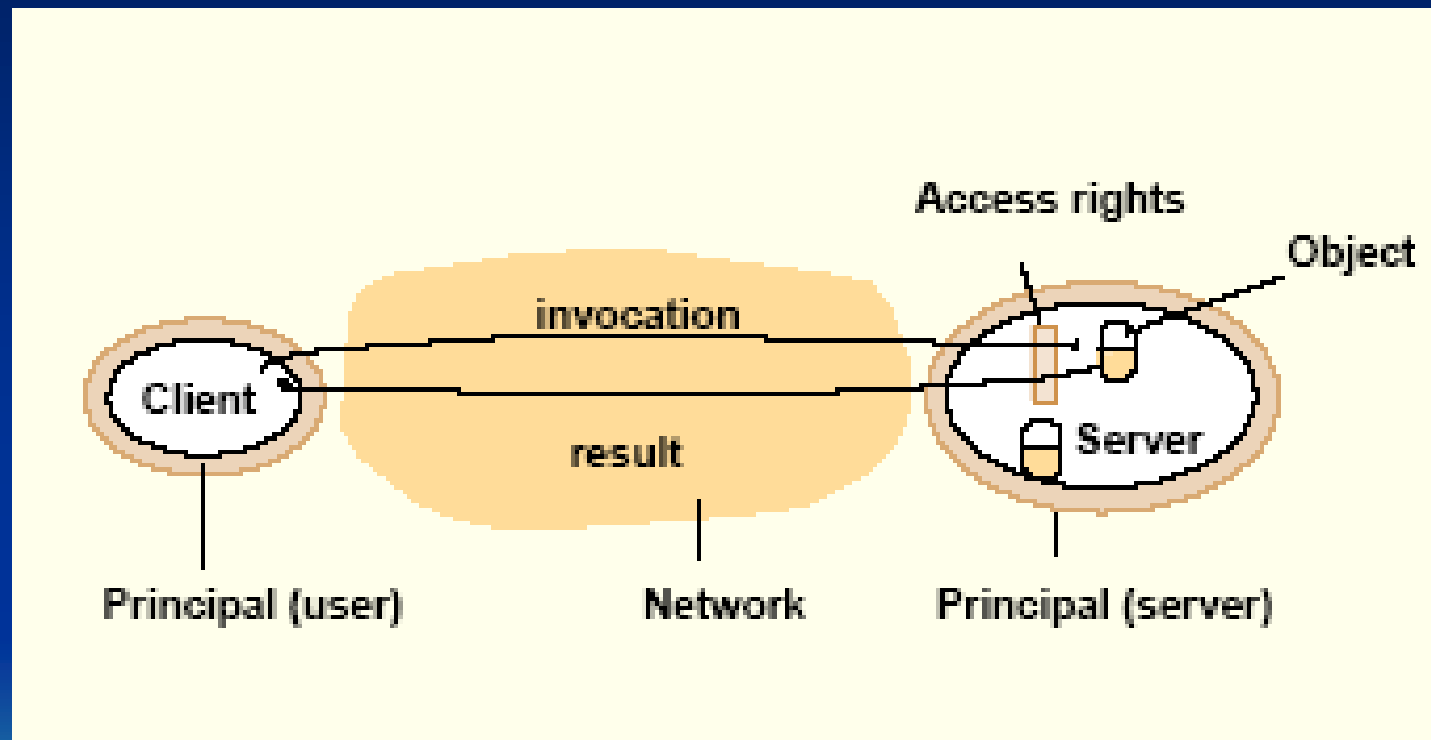 Access rights
Object
invocation
Client
Server
result
Principal (user)
Network
Principal (server)